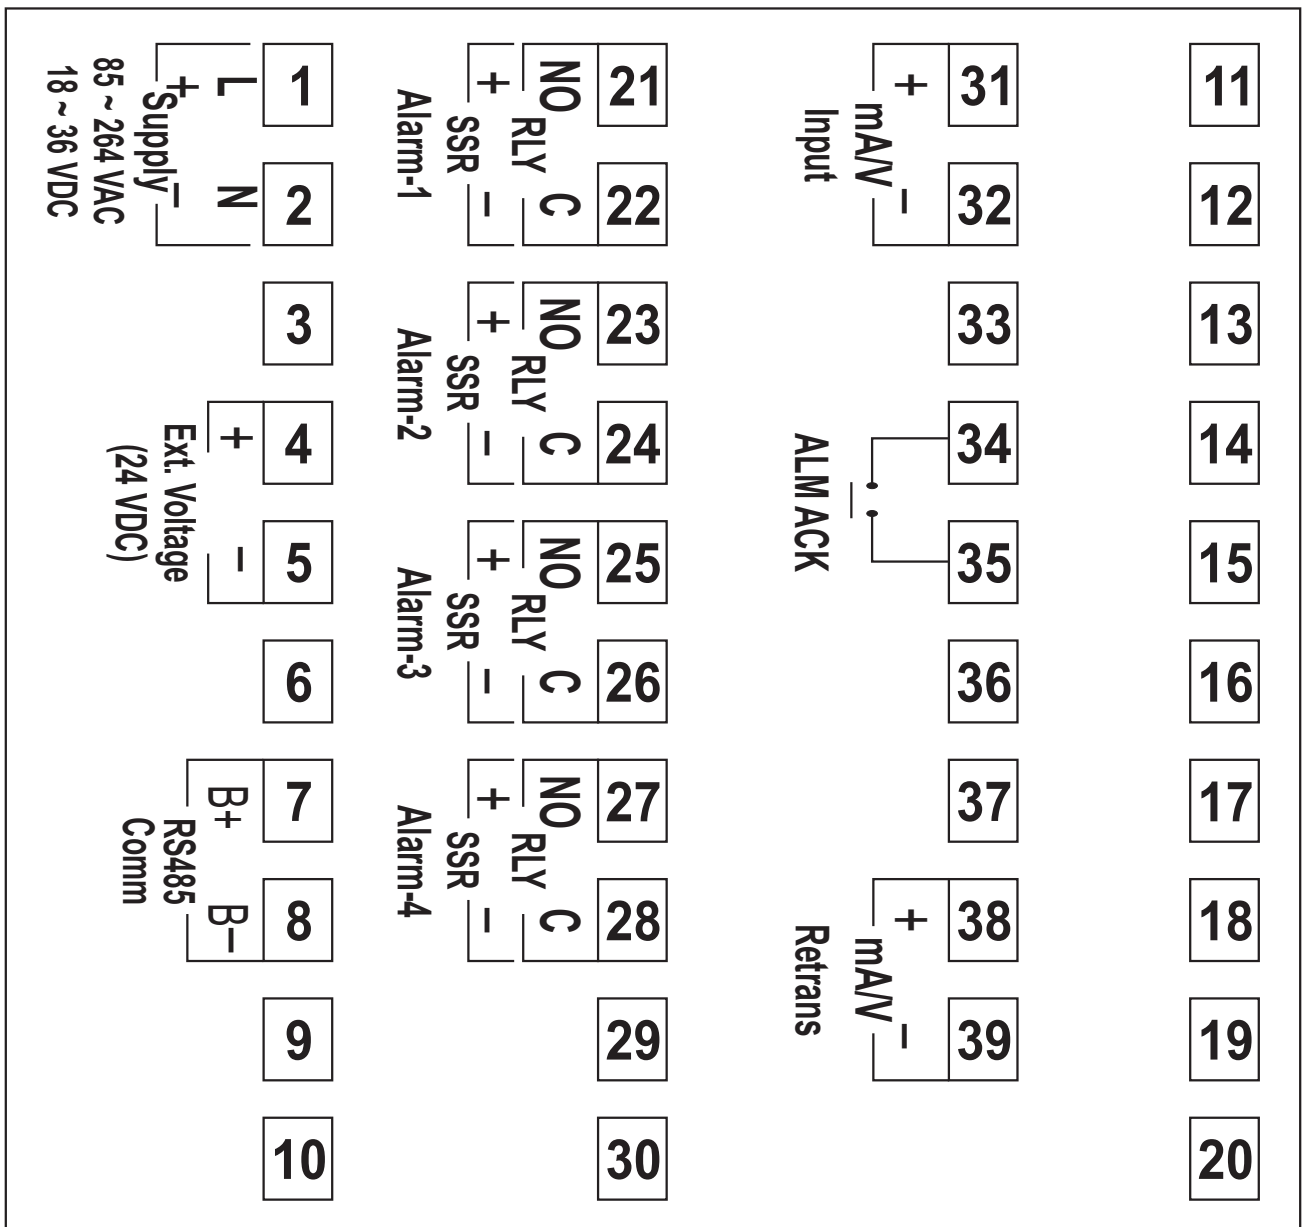 1
2
3
4
5
6
7
8
9
10
L
N
+
−
Supply
85 ~ 264 VAC
18 ~ 36 VDC
+
−
Ext. Voltage
(24 VDC)
B+
B−
RS485
Comm
21
22
23
24
25
26
27
28
29
30
NO
C
RLY
+
−
SSR
Alarm-1
NO
C
RLY
+
−
SSR
Alarm-2
NO
C
RLY
+
−
SSR
Alarm-3
NO
C
RLY
+
−
SSR
Alarm-4
31
32
33
34
35
36
37
38
39
+
−
mA/V
Input
ALM ACK
+
−
mA/V
Retrans
11
12
13
14
15
16
17
18
19
20